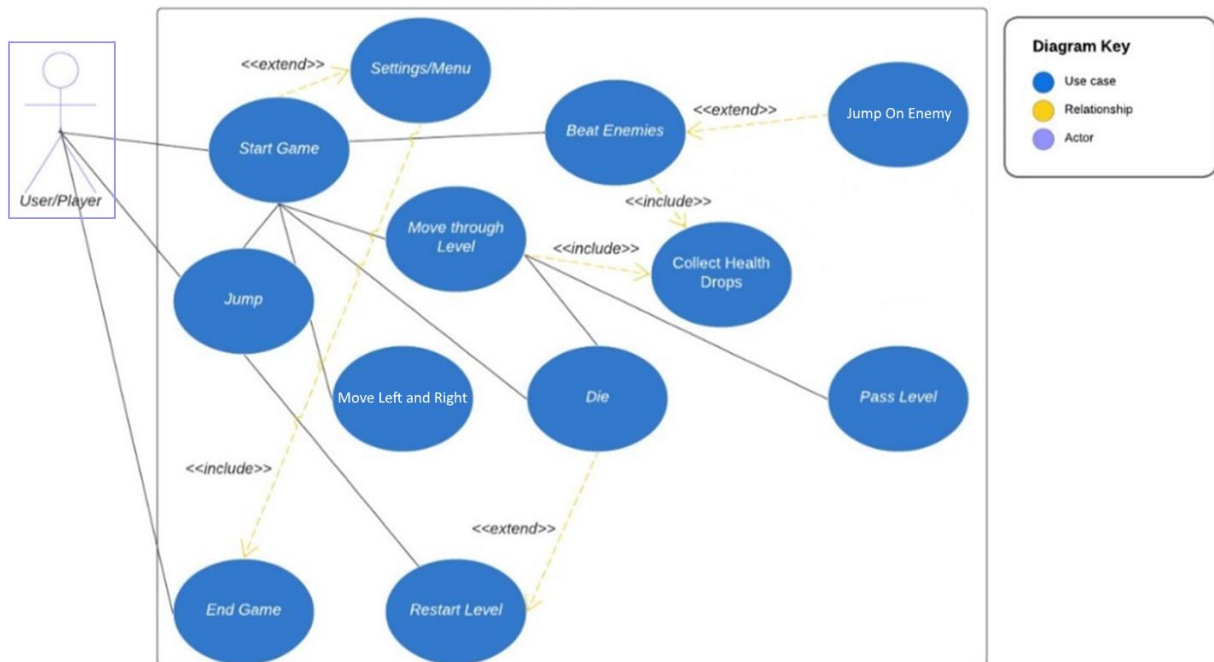 <<extend>>
Settings/Menu
User/Player
Start Game
Beat Enemies
<<extend>>
Jump On Enemy
<<include>>
Move through
Level
<<include>>
Collect Health
Drops
Jump
Move Left and Right
Die
Pass Level
<<include>>
<<extend>>
End Game
Restart Level
Diagram Key
Use case
Relationship
Actor